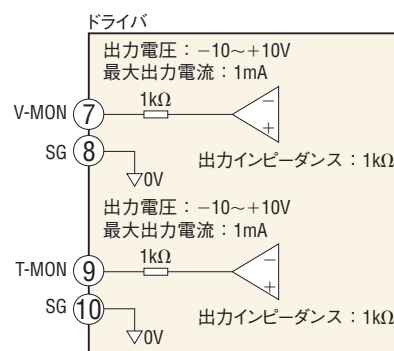 ドライバ
出力電圧：−10～+10V
最大出力電流：1mA
1kΩ
V-MON 7
−
+
SG 8
0V
出力インピーダンス：1kΩ
出力電圧：−10～+10V
最大出力電流：1mA
1kΩ
T-MON 9
−
+
SG 10
0V
出力インピーダンス：1kΩ